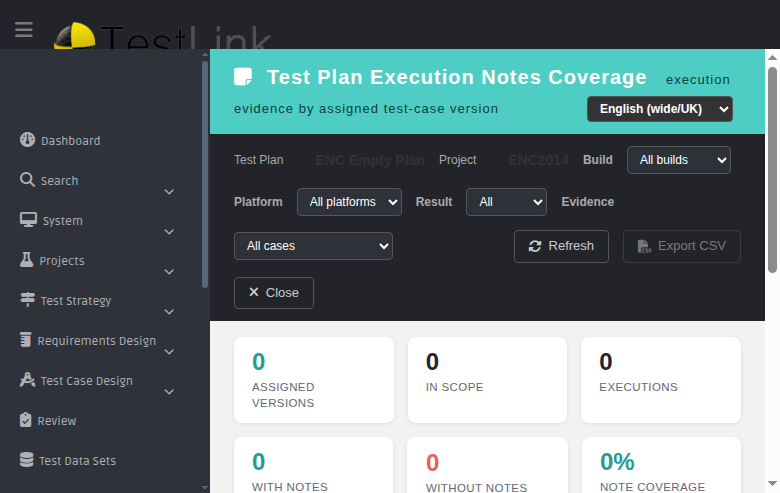 TestLink
Test Plan Execution Notes Coverage execution
evidence by assigned test-case version
English (wide/UK)
Dashboard
Search
System
Projects
Test Strategy
Requirements Design
Test Case Design
Review
Test Data Sets
Test Plan : ENC Empty Plan Project : ENC2014 Build All builds
Platform All platforms Result All Evidence
All cases Refresh Export CSV
Close
0
ASSIGNED
VERSIONS
0
IN SCOPE
0
EXECUTIONS
0
WITH NOTES
0
WITHOUT NOTES
0%
NOTE COVERAGE